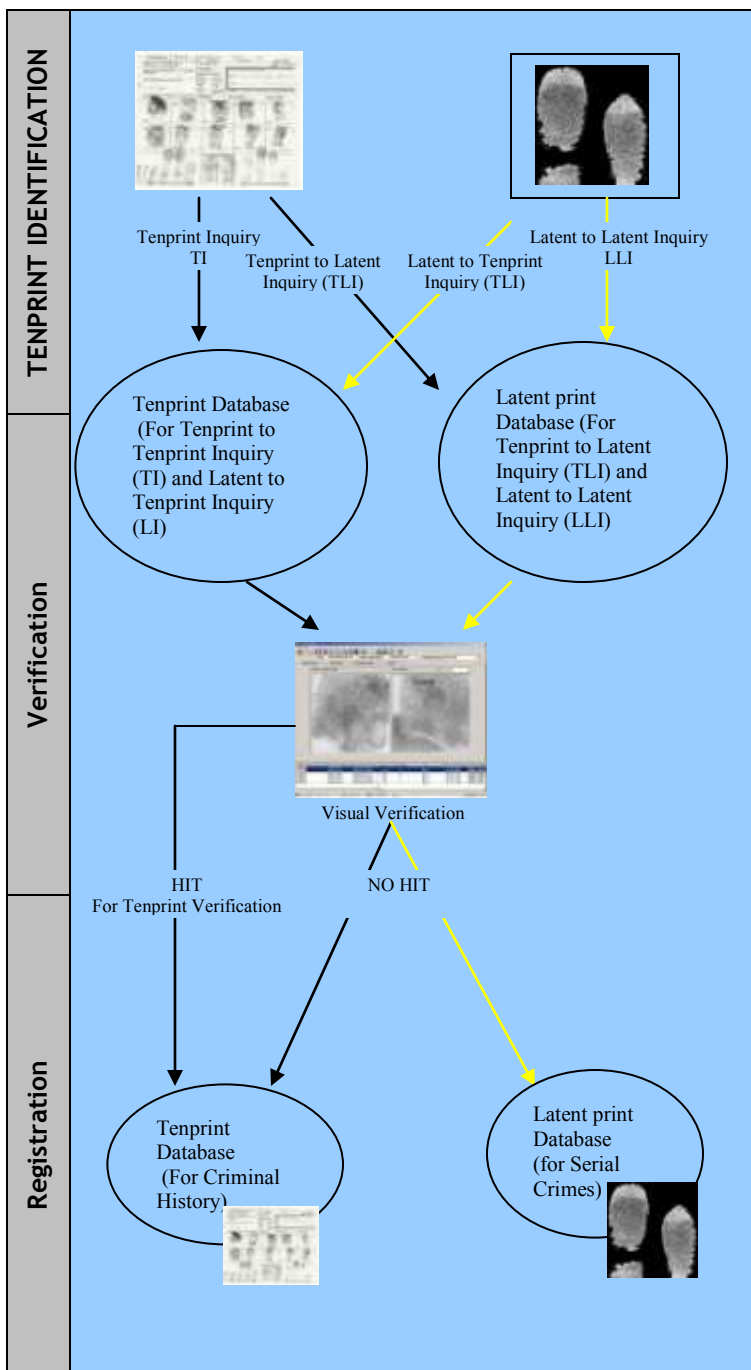 TENPRINT IDENTIFICATION
Tenprint Inquiry
TI
Tenprint to Latent
Inquiry (TLI)
Latent to Tenprint
Inquiry (TLI)
Latent to Latent Inquiry
LLI
Tenprint Database
(For Tenprint to
Tenprint Inquiry
(TI) and Latent to
Tenprint Inquiry
(LI)
Latent print
Database (For
Tenprint to Latent
Inquiry (TLI) and
Latent to Latent
Inquiry (LLI)
Verification
Visual Verification
HIT
For Tenprint Verification
NO HIT
Registration
Tenprint
Database
(For Criminal
History)
Latent print
Database
(for Serial
Crimes)